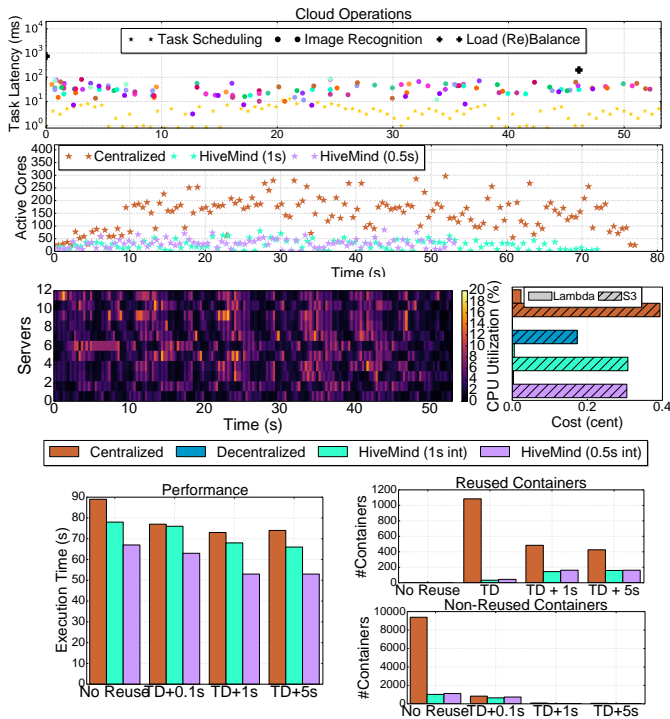 Cloud Operations
Task Latency (ms)
10⁴
10³
10²
10¹
10⁰
Task Scheduling
Image Recognition
Load (Re)Balance
0 10 20 30 40 50
Active Cores
400
350
300
250
200
150
100
50
0
Centralized
HiveMind (1s)
HiveMind (0.5s)
0 10 20 30 40 50 60 70 80
Time (s)
Servers
12
10
8
6
4
2
0
0 10 20 30 40 50
Time (s)
20
18
16
14
12
10
8
6
4
2
0
CPU Utilization (%)
Lambda
S3
0.0 0.2 0.4
Cost (cent)
Centralized
Decentralized
HiveMind (1s int)
HiveMind (0.5s int)
Performance
Execution Time (s)
90
80
70
60
50
40
30
20
10
0
No Reuse TD+0.1s TD+1s TD+5s
Reused Containers
#Containers
1200
1000
800
600
400
200
0
No Reuse TD TD + 1s TD + 5s
Non-Reused Containers
#Containers
10000
8000
6000
4000
2000
0
No Reuse TD+0.1s TD+1s TD+5s